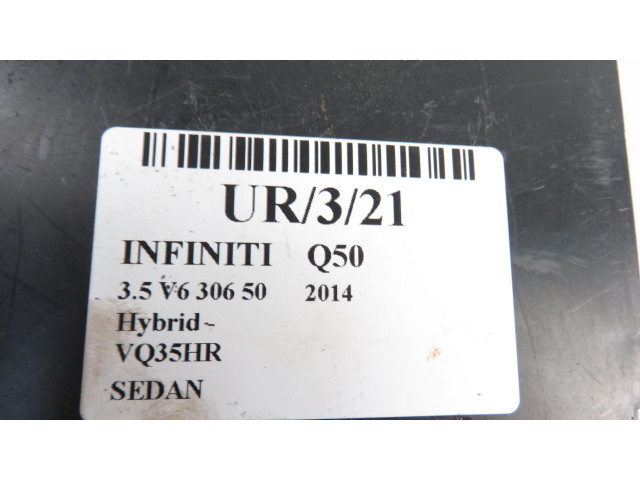 UR/3/21
INFINITI Q50
3.5 V6 306 50 2014
Hybrid ~
VQ35HR
SEDAN